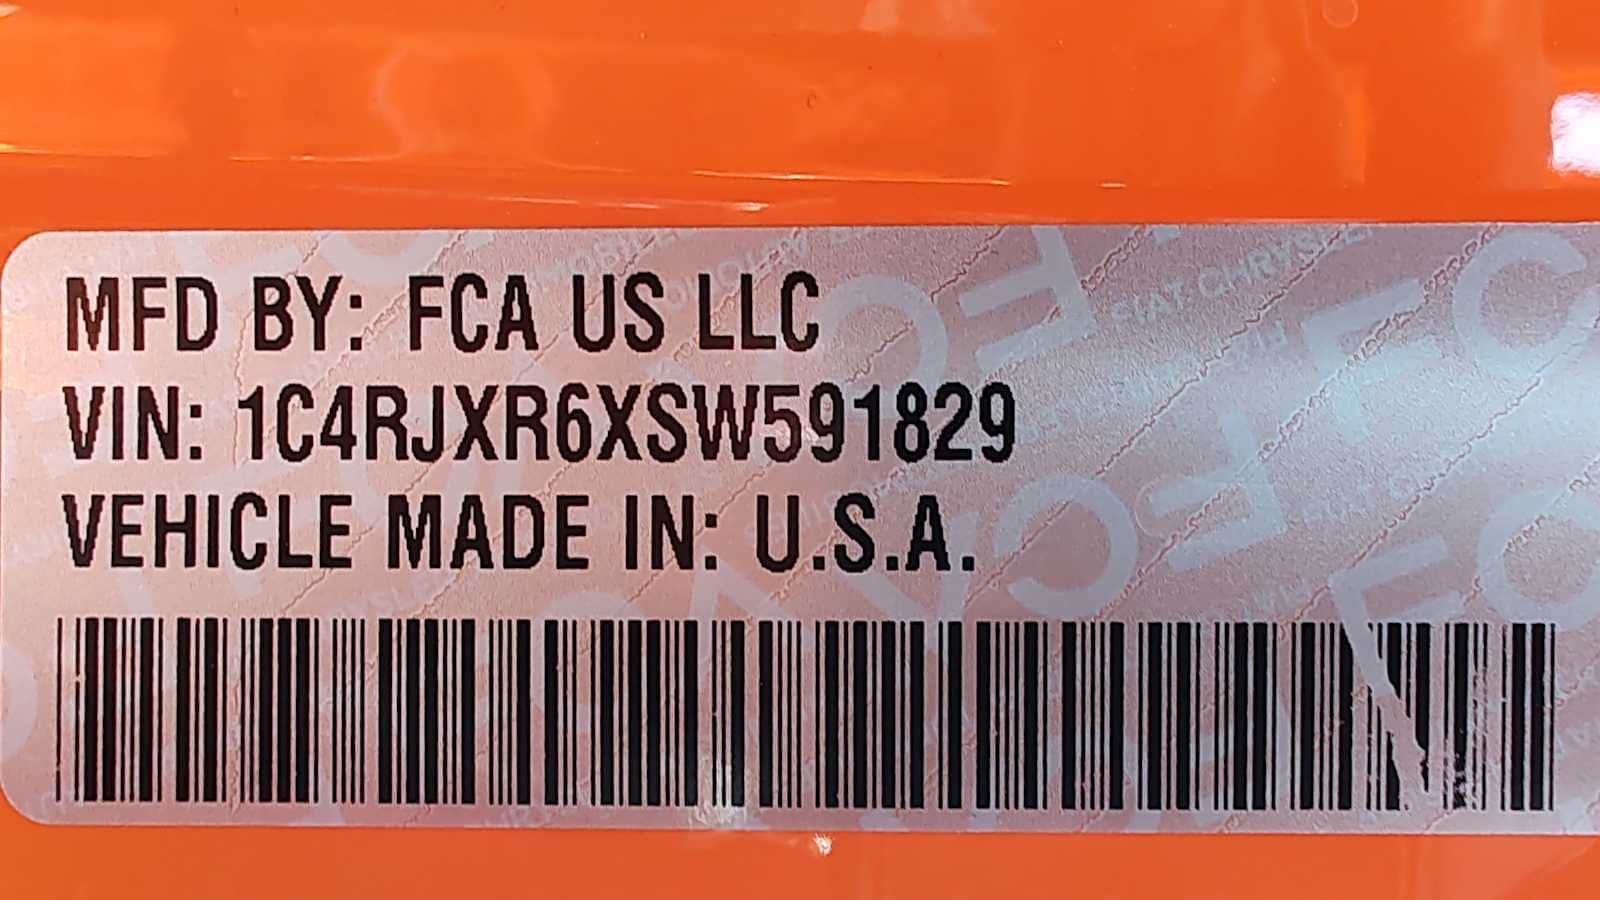 MFD BY: FCA US LLC
VIN: 1C4RJXR6XSW591829
VEHICLE MADE IN: U.S.A.